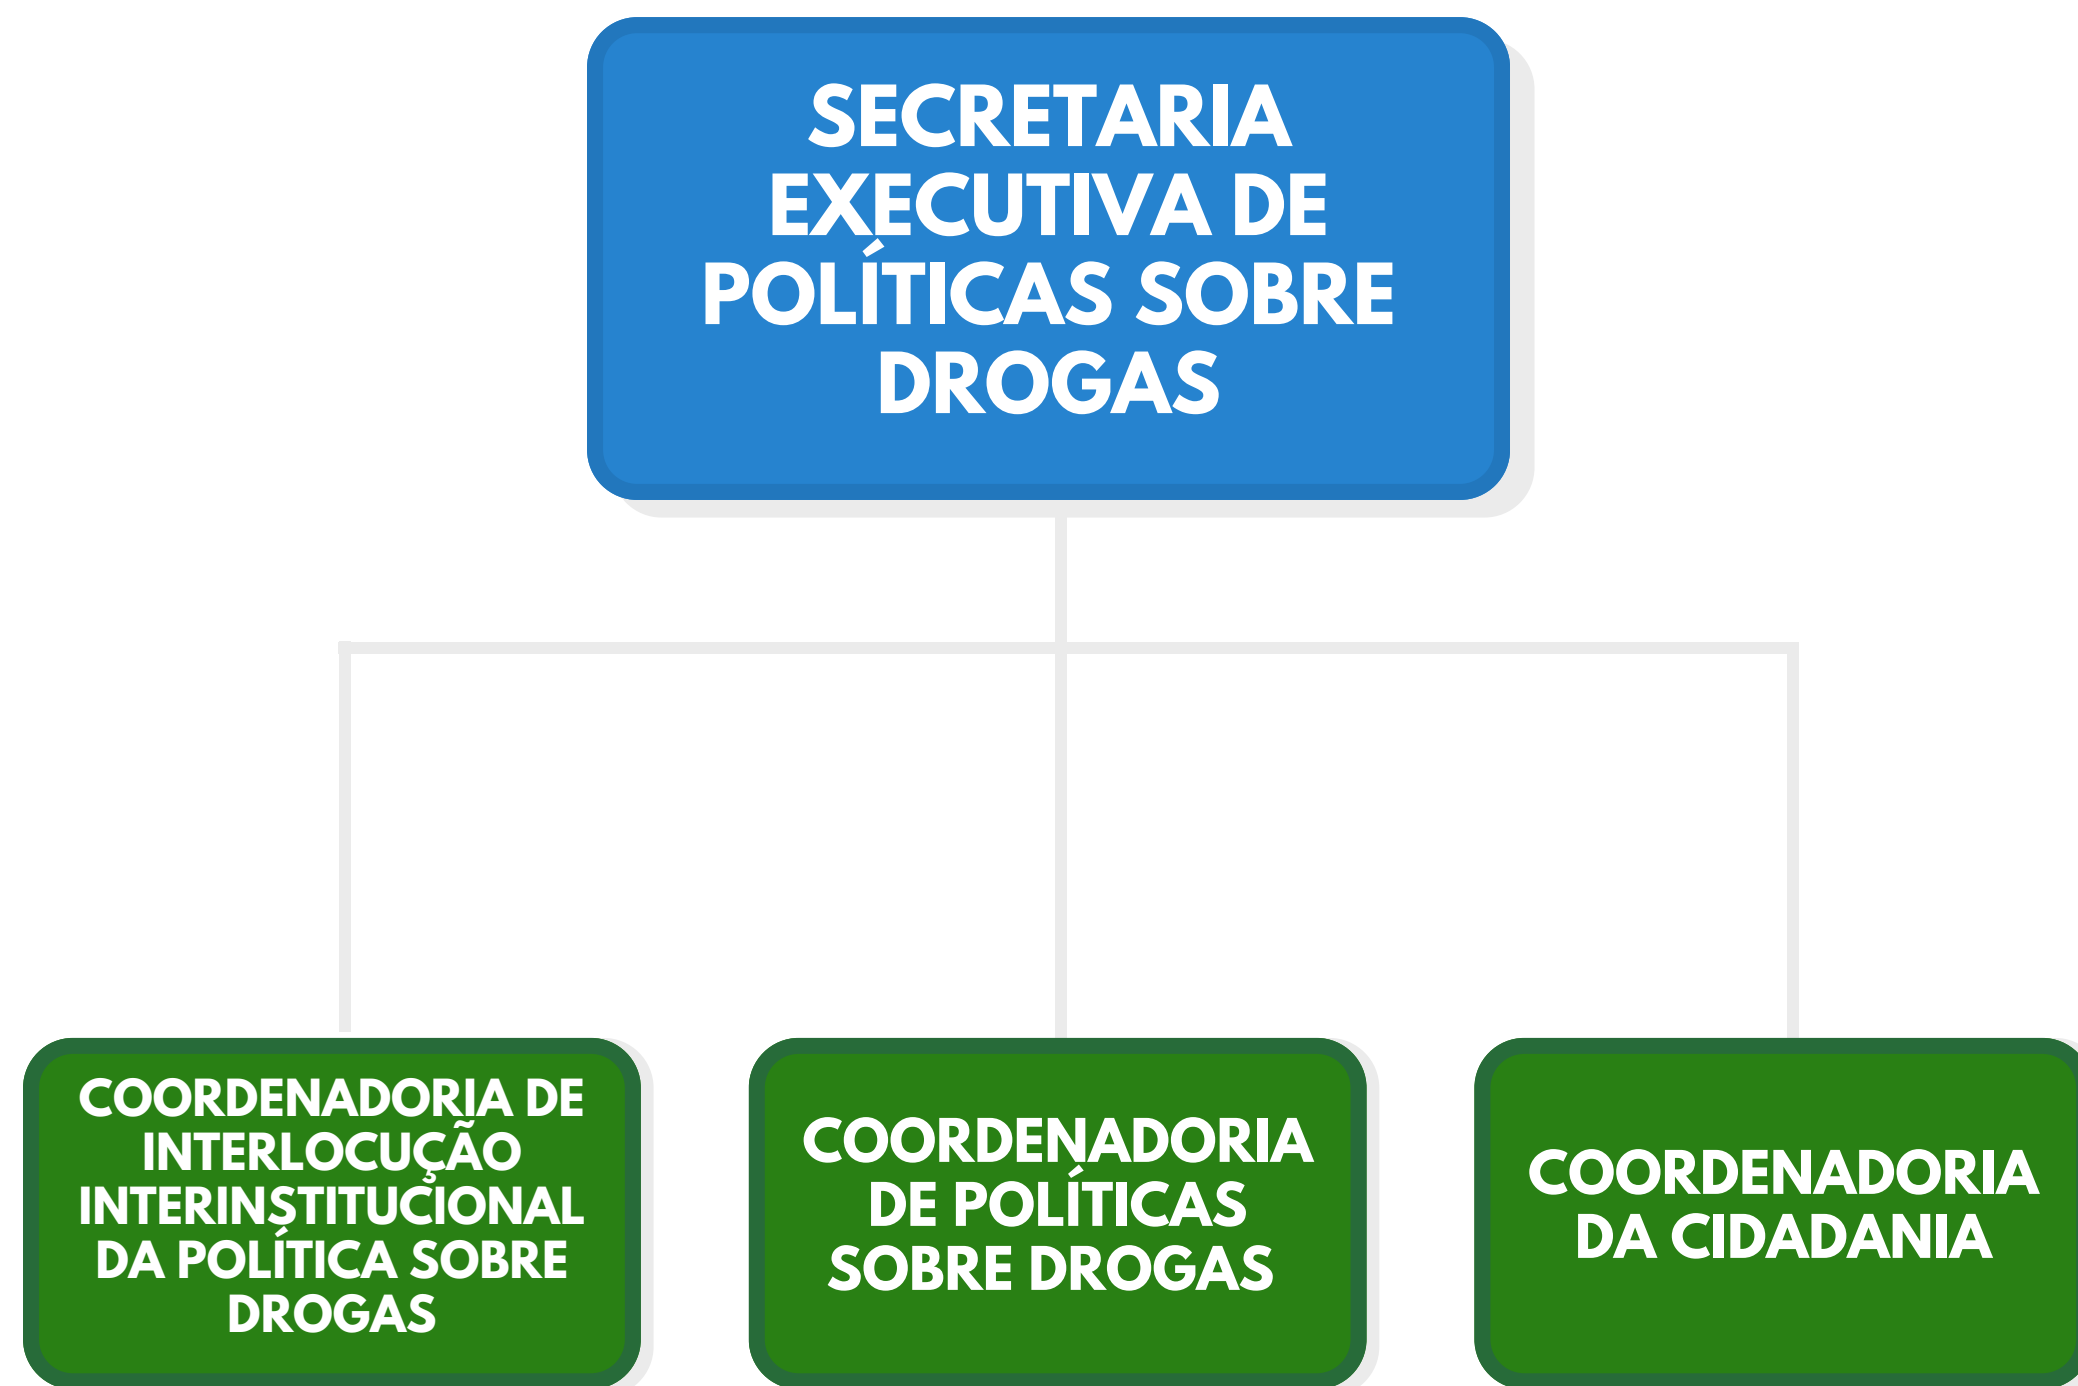 SECRETARIA
EXECUTIVA DE
POLÍTICAS SOBRE
DROGAS
COORDENADORIA DE
INTERLOCUÇÃO
INTERINSTITUCIONAL
DA POLÍTICA SOBRE
DROGAS
COORDENADORIA
DE POLÍTICAS
SOBRE DROGAS
COORDENADORIA
DA CIDADANIA